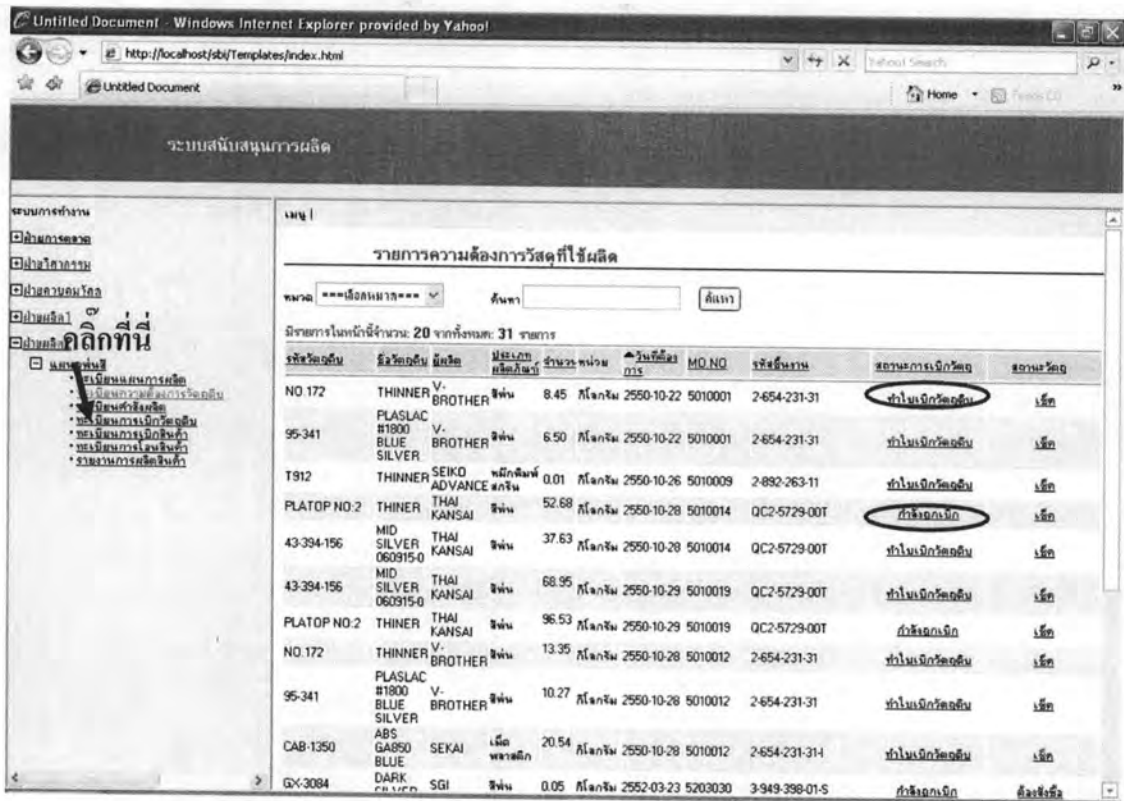 Untitled Document - Windows Internet Explorer provided by Yahoo!
http://localhost/sbi/Templates/index.html
Yahoo! Search
Untitled Document
Home
ระบบสนับสนุนการผลิต
ระบบการทำงาน
ฝ่ายการตลาด
ฝ่ายวิศวกรรม
ฝ่ายผลิต1
คลิ๊กที่นี่
แผนกพ่นสี
ทะเบียนแผนการผลิต
ทะเบียนความต้องการวัตถุดิบ
ทะเบียนคำสั่งผลิต
ทะเบียนการเบิกวัตถุดิบ
ทะเบียนการเบิกสินค้า
ทะเบียนการโอนสินค้า
รายงานการผลิตสินค้า
เมนู |
รายการความต้องการวัสดุที่ใช้ผลิต
หมวด ===เลือกหมวด=== ค้นหา ค้นหา
มีรายการในหน้านี้จำนวน: 20 จากทั้งหมด: 31 รายการ
รหัสวัตถุดิบ ชื่อวัตถุดิบ ผู้ผลิต ประเภทผลิตภัณฑ์ จำนวน หน่วย วันที่ต้องการ MO.NO รหัสชิ้นงาน สถานะการเบิกวัตถุ สถานะวัตถุ
NO.172 THINNER V-BROTHER สีพ่น 8.45 กิโลกรัม 2550-10-22 5010001 2-654-231-31 ทำใบเบิกวัตถุดิบ เช็ค
95-341 PLASLAC #1800 BLUE SILVER V-BROTHER สีพ่น 6.50 กิโลกรัม 2550-10-22 5010001 2-654-231-31 ทำใบเบิกวัตถุดิบ เช็ค
T912 THINNER SEIKO ADVANCE หมึกพิมพ์สกรีน 0.01 กิโลกรัม 2550-10-26 5010009 2-892-263-11 ทำใบเบิกวัตถุดิบ เช็ค
PLATOP NO:2 THINER THAI KANSAI สีพ่น 52.68 กิโลกรัม 2550-10-28 5010014 QC2-5729-00T กำลังถูกเบิก เช็ค
43-394-156 MID SILVER 060915-0 THAI KANSAI สีพ่น 37.63 กิโลกรัม 2550-10-28 5010014 QC2-5729-00T ทำใบเบิกวัตถุดิบ เช็ค
43-394-156 MID SILVER 060915-0 THAI KANSAI สีพ่น 68.95 กิโลกรัม 2550-10-29 5010019 QC2-5729-00T ทำใบเบิกวัตถุดิบ เช็ค
PLATOP NO:2 THINER THAI KANSAI สีพ่น 96.53 กิโลกรัม 2550-10-29 5010019 QC2-5729-00T กำลังถูกเบิก เช็ค
NO.172 THINNER V-BROTHER สีพ่น 13.35 กิโลกรัม 2550-10-28 5010012 2-654-231-31 ทำใบเบิกวัตถุดิบ เช็ค
95-341 PLASLAC #1800 BLUE SILVER V-BROTHER สีพ่น 10.27 กิโลกรัม 2550-10-28 5010012 2-654-231-31 ทำใบเบิกวัตถุดิบ เช็ค
CAB-1350 ABS GA850 BLUE SEKAI เม็ดพลาสติก 20.54 กิโลกรัม 2550-10-28 5010012 2-654-231-31-I ทำใบเบิกวัตถุดิบ เช็ค
GX-3084 DARK SILVER SGI สีพ่น 0.05 กิโลกรัม 2552-03-23 5203030 3-949-398-01-S กำลังถูกเบิก ต้องสั่งซื้อ